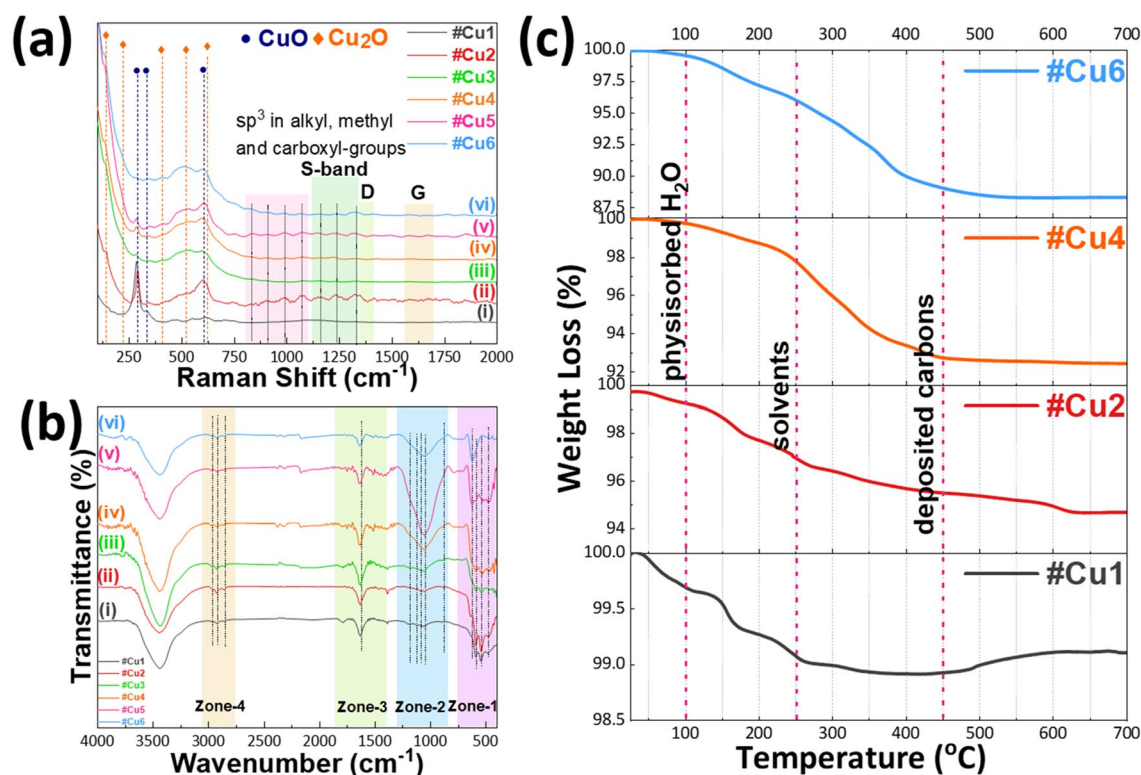 (a)
CuO Cu2O
#Cu1
#Cu2
#Cu3
#Cu4
#Cu5
#Cu6
sp3 in alkyl, methyl
and carboxyl-groups
S-band
D G
(vi)
(v)
(iv)
(iii)
(ii)
(i)
250 500 750 1000 1250 1500 1750 2000
Raman Shift (cm-1)
(b)
Transmittance (%)
(vi)
(v)
(iv)
(iii)
(ii)
(i)
#Cu1
#Cu2
#Cu3
#Cu4
#Cu5
#Cu6
Zone-4 Zone-3 Zone-2 Zone-1
4000 3500 3000 2500 2000 1500 1000 500
Wavenumber (cm-1)
(c)
100 200 300 400 500 600 700
Weight Loss (%)
100.0
97.5
95.0
92.5
90.0
87.5
#Cu6
100
98
96
94
92
#Cu4
98
96
94
#Cu2
100.0
99.5
99.0
98.5
#Cu1
physisorbed H2O
solvents
deposited carbons
100 200 300 400 500 600 700
Temperature (oC)